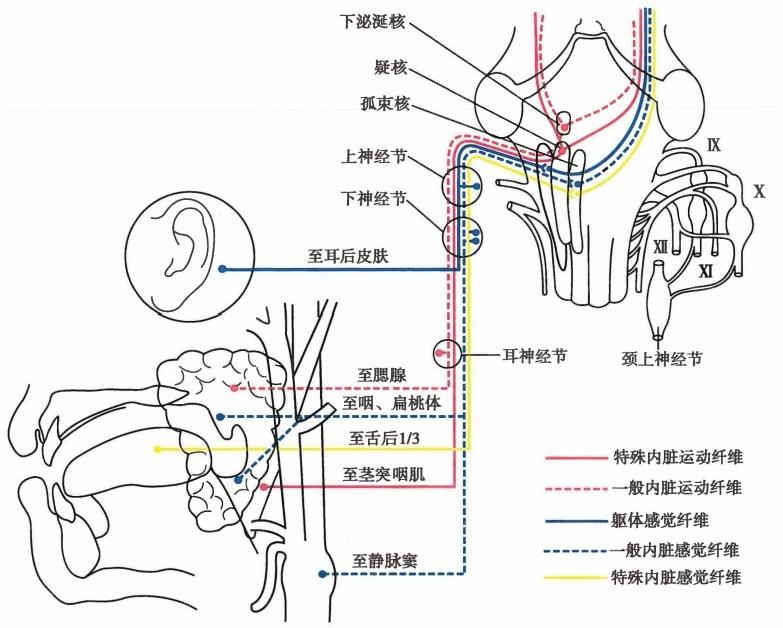 下泌涎核
疑核
孤束核
上神经节
下神经节
IX
X
XII
XI
至耳后皮肤
耳神经节
颈上神经节
至腮腺
至咽、扁桃体
至舌后1/3
至茎突咽肌
至静脉窦
特殊内脏运动纤维
一般内脏运动纤维
躯体感觉纤维
一般内脏感觉纤维
特殊内脏感觉纤维